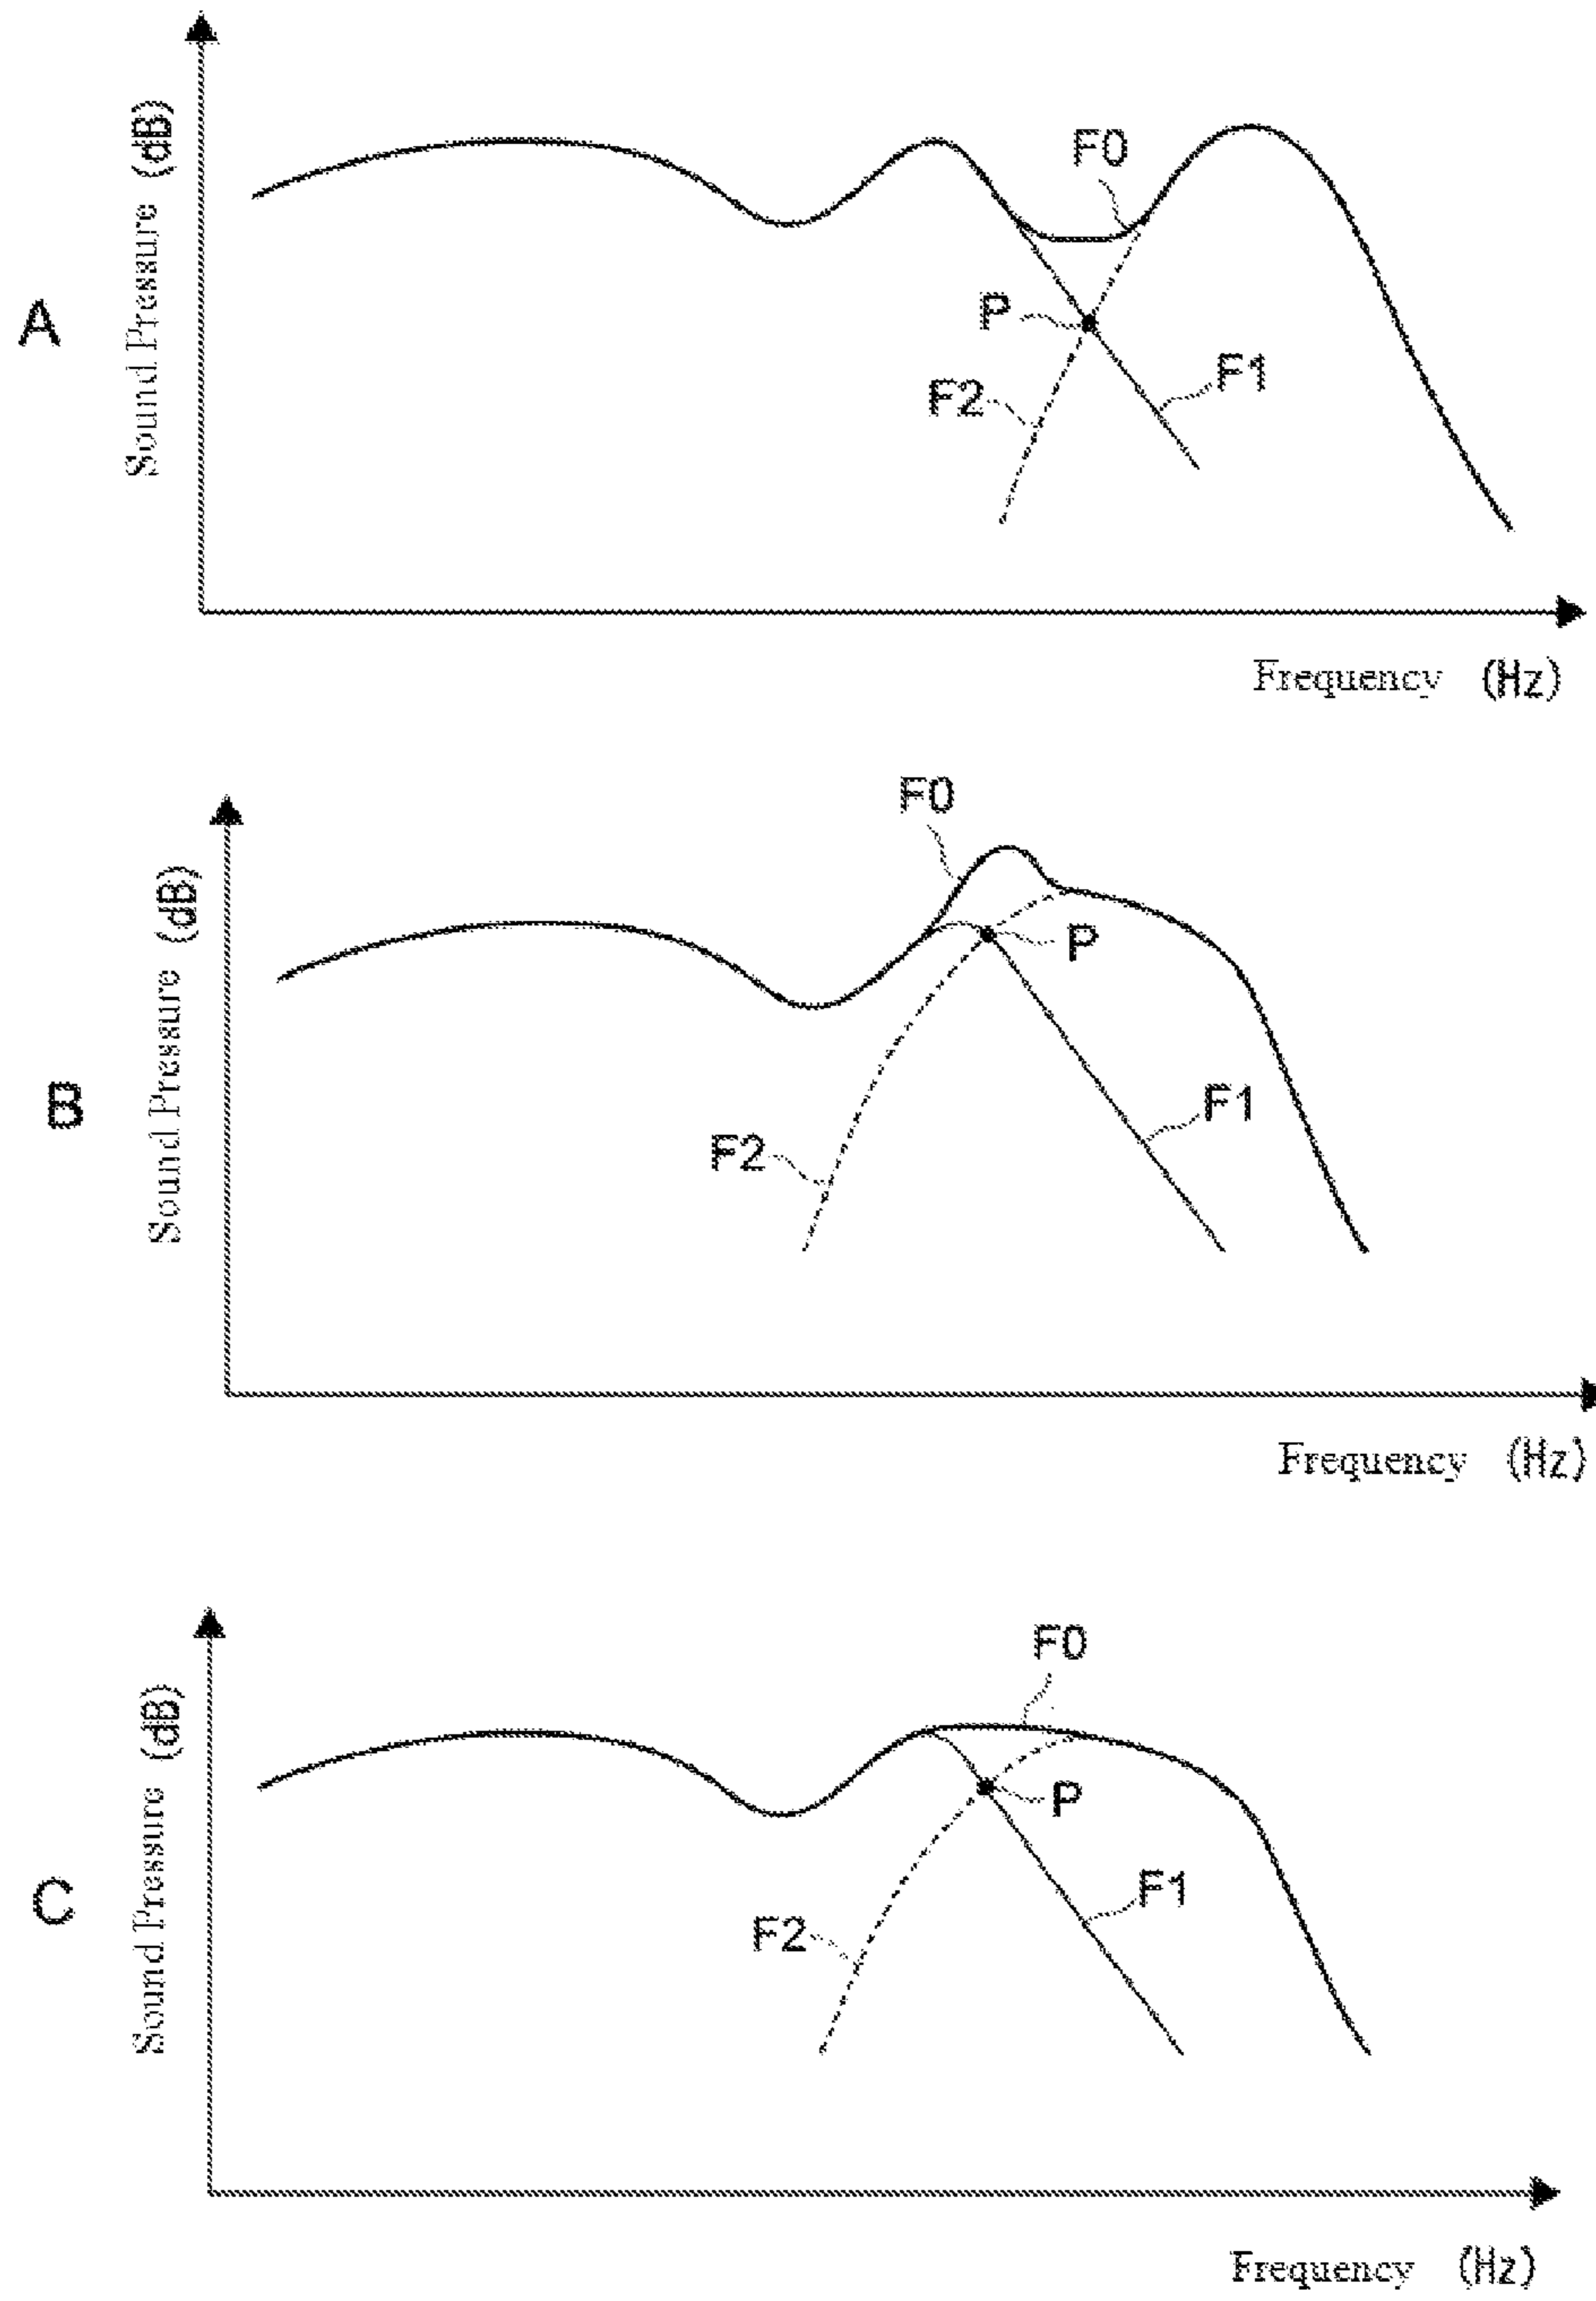 A
Sound Pressure (dB)
F0
P
F2
F1
Frequency (Hz)
B
Sound Pressure (dB)
F0
P
F2
F1
Frequency (Hz)
C
Sound Pressure (dB)
F0
P
F2
F1
Frequency (Hz)